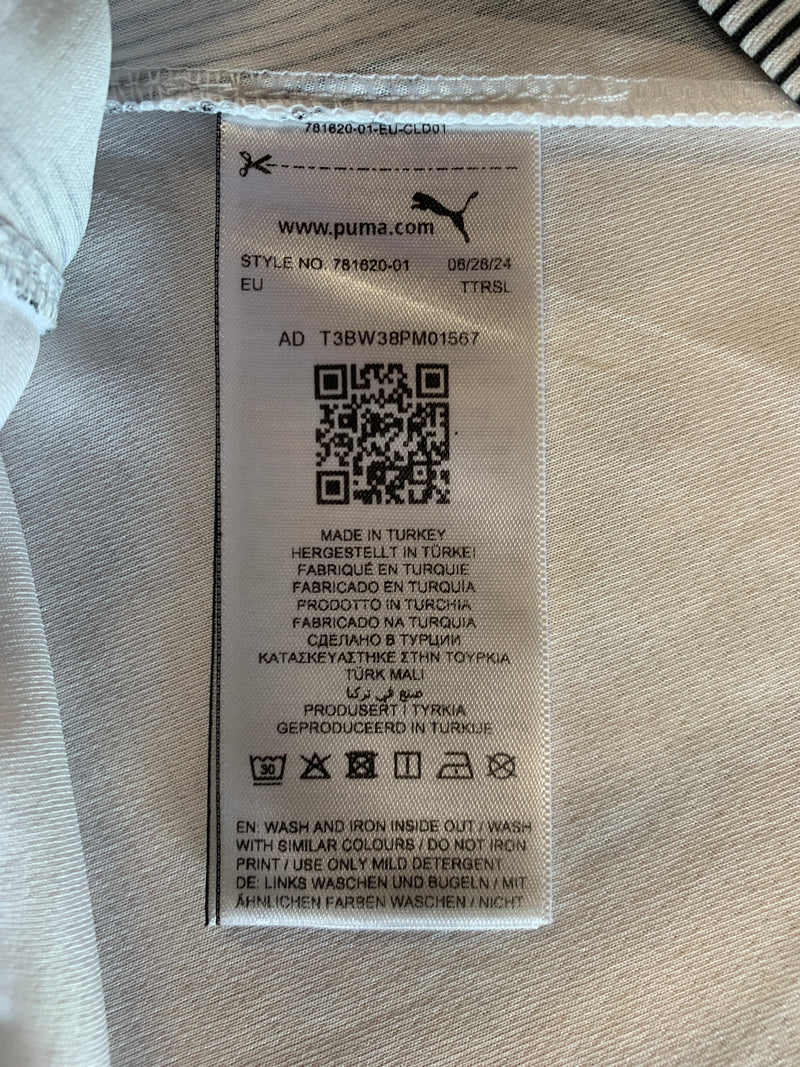 781620-01-EU-CLD01
www.puma.com
STYLE NO. 781620-01 06/28/24
EU TTRSL
AD T3BW38PM01567
MADE IN TURKEY
HERGESTELLT IN TÜRKEI
FABRIQUÉ EN TURQUIE
FABRICADO EN TURQUÍA
PRODOTTO IN TURCHIA
FABRICADO NA TURQUIA
СДЕЛАНО В ТУРЦИИ
ΚΑΤΑΣΚΕΥΑΣΤΗΚΕ ΣΤΗΝ ΤΟΥΡΚΙΑ
TÜRK MALI
صنع في تركيا
PRODUSERT I TYRKIA
GEPRODUCEERD IN TURKIJE
30
EN: WASH AND IRON INSIDE OUT / WASH
WITH SIMILAR COLOURS / DO NOT IRON
PRINT / USE ONLY MILD DETERGENT
DE: LINKS WASCHEN UND BÜGELN / MIT
ÄHNLICHEN FARBEN WASCHEN / NICHT